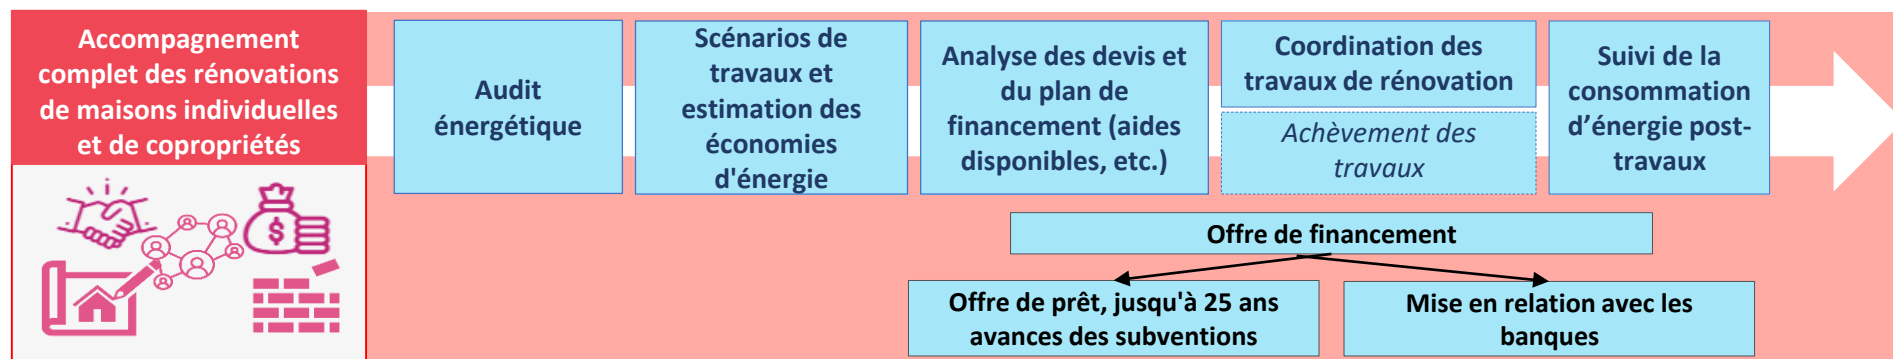 Accompagnement
complet des rénovations
de maisons individuelles
et de copropriétés
Audit
énergétique
Scénarios de
travaux et
estimation des
économies
d'énergie
Analyse des devis et
du plan de
financement (aides
disponibles, etc.)
Coordination des
travaux de rénovation
Achèvement des
travaux
Suivi de la
consommation
d’énergie post-
travaux
Offre de financement
Offre de prêt, jusqu'à 25 ans
avances des subventions
Mise en relation avec les
banques
$